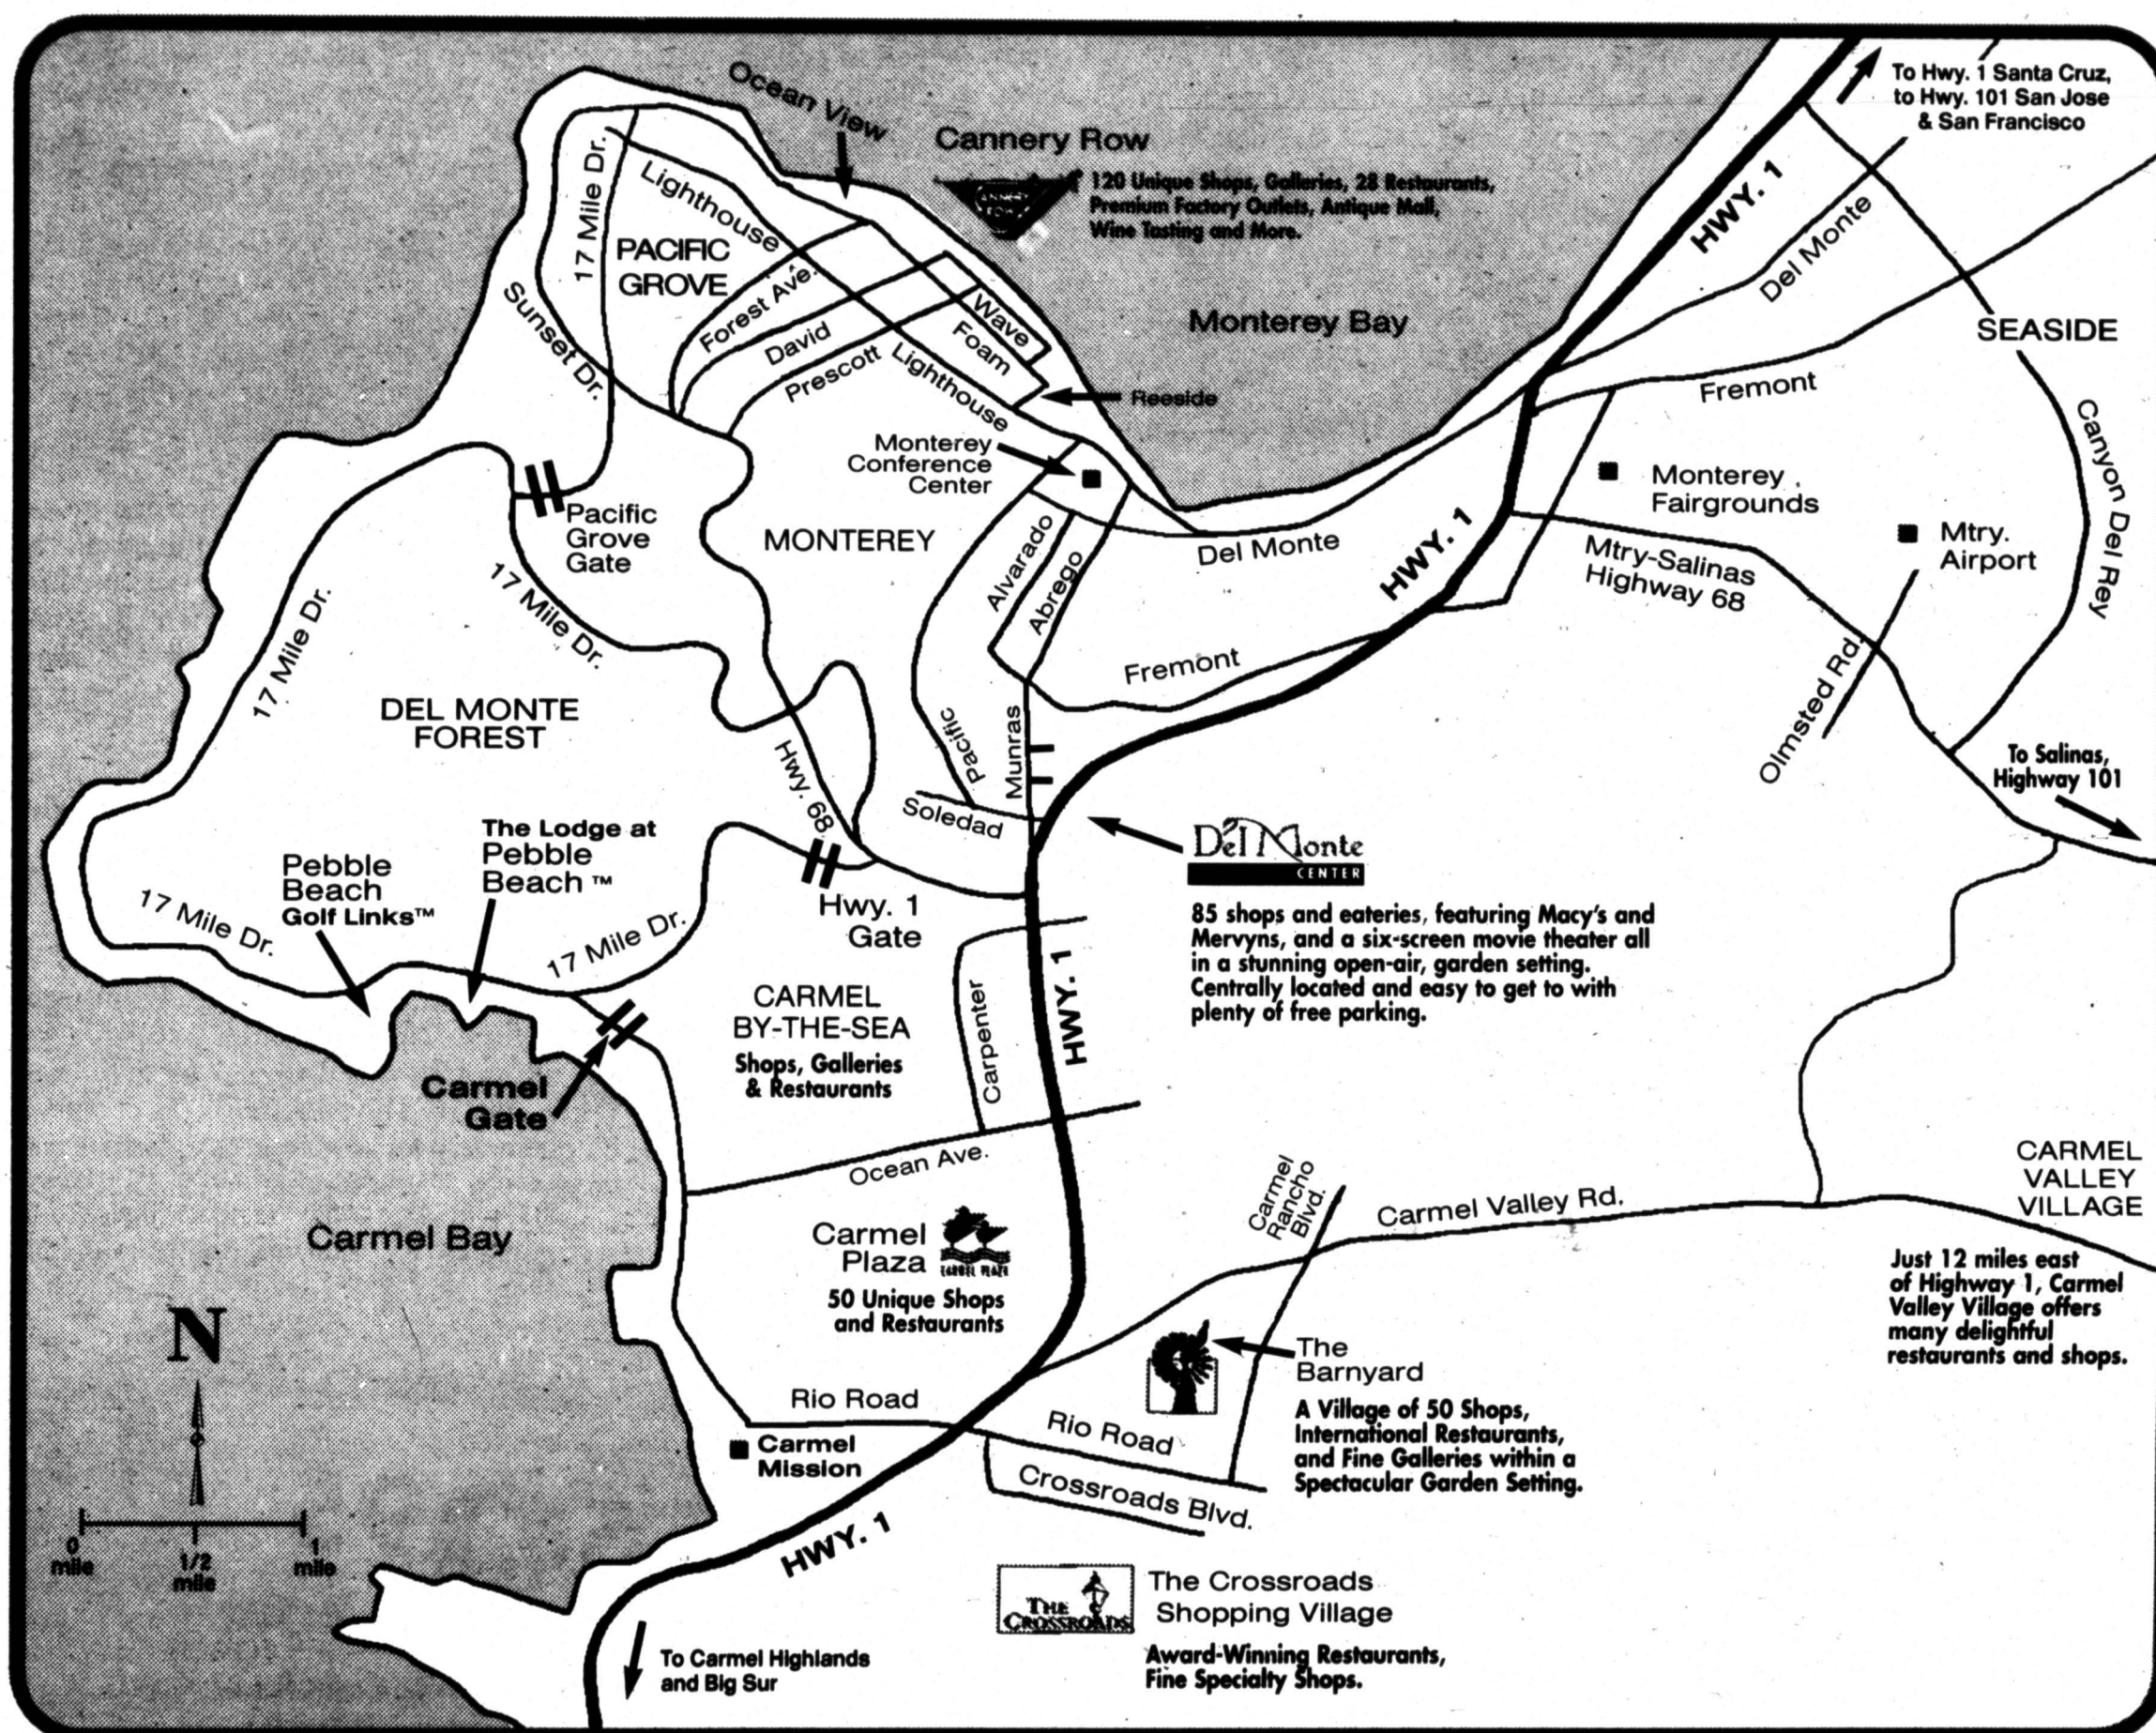 To Hwy. 1 Santa Cruz,
to Hwy. 101 San Jose
& San Francisco
Ocean View
Cannery Row
120 Unique Shops, Galleries, 28 Restaurants,
Premium Factory Outlets, Antique Mall,
Wine Tasting and More.
HWY. 1
17 Mile Dr.
Lighthouse
PACIFIC
GROVE
Del Monte
Forest Ave.
Sunset Dr.
David
Wave
Foam
Monterey Bay
SEASIDE
Prescott
Lighthouse
Fremont
Reeside
Canyon Del Rey
Monterey
Conference
Center
Monterey
Fairgrounds
Pacific
Grove
Gate
MONTEREY
Alvarado
Abrego
Del Monte
HWY. 1
Mtry-Salinas
Highway 68
Mtry.
Airport
17 Mile Dr.
17 Mile Dr.
Fremont
Olmsted Rd.
DEL MONTE
FOREST
Hwy. 68
Pacific
Munras
To Salinas,
Highway 101
Soledad
Del Monte
CENTER
85 shops and eateries, featuring Macy's and
Mervyns, and a six-screen movie theater all
in a stunning open-air, garden setting.
Centrally located and easy to get to with
plenty of free parking.
The Lodge at
Pebble
Beach™
Pebble
Beach
Golf Links™
17 Mile Dr.
17 Mile Dr.
Hwy. 1
Gate
CARMEL
BY-THE-SEA
Shops, Galleries
& Restaurants
Carpenter
HWY. 1
Carmel
Gate
Ocean Ave.
Carmel
Rancho
Blvd.
Carmel Valley Rd.
CARMEL
VALLEY
VILLAGE
Just 12 miles east
of Highway 1, Carmel
Valley Village offers
many delightful
restaurants and shops.
Carmel Bay
Carmel
Plaza
CARMEL PLAZA
50 Unique Shops
and Restaurants
N
The
Barnyard
A Village of 50 Shops,
International Restaurants,
and Fine Galleries within a
Spectacular Garden Setting.
Rio Road
Rio Road
Carmel
Mission
Crossroads Blvd.
0
mile
1/2
mile
1
mile
HWY. 1
THE
CROSSROADS
The Crossroads
Shopping Village
Award-Winning Restaurants,
Fine Specialty Shops.
To Carmel Highlands
and Big Sur